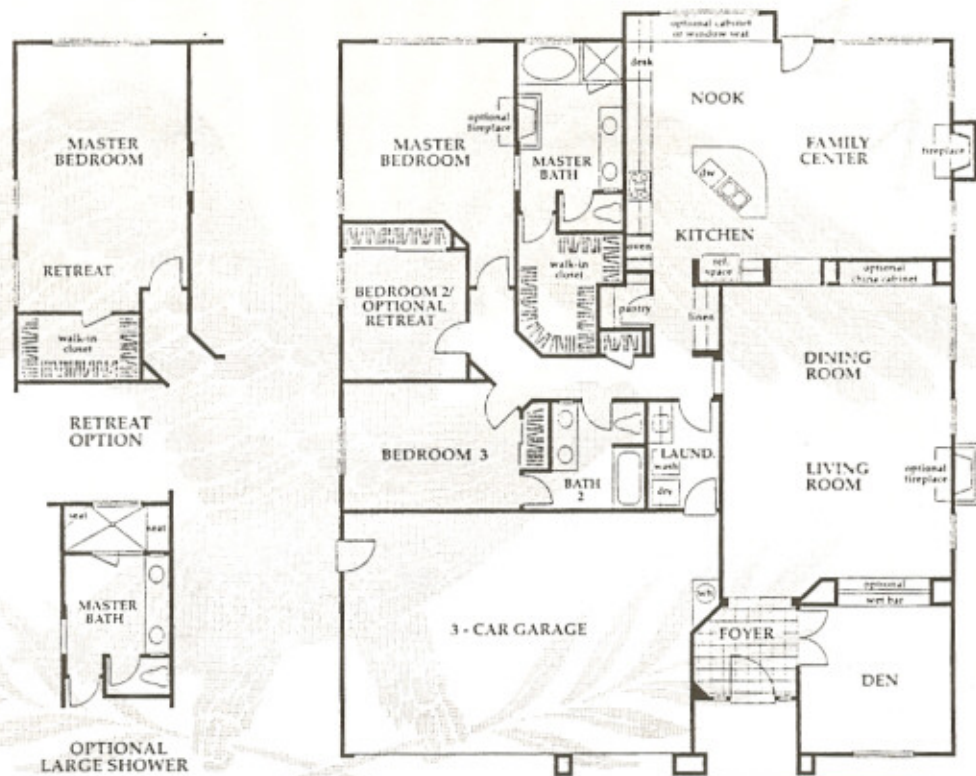 MASTER
BEDROOM
RETREAT
walk-in
closet
RETREAT
OPTION
seat
seat
MASTER
BATH
OPTIONAL
LARGE SHOWER
optional cabinet
or window seat
desk
NOOK
optional
fireplace
MASTER
BEDROOM
MASTER
BATH
FAMILY
CENTER
fireplace
dw
KITCHEN
oven
ref.
space
optional
china cabinet
walk-in
closet
BEDROOM 2/
OPTIONAL
RETREAT
pantry
linen
DINING
ROOM
BEDROOM 3
BATH
2
LAUND.
wash
dry
LIVING
ROOM
optional
fireplace
optional
wet bar
wh
3 - CAR GARAGE
FOYER
DEN